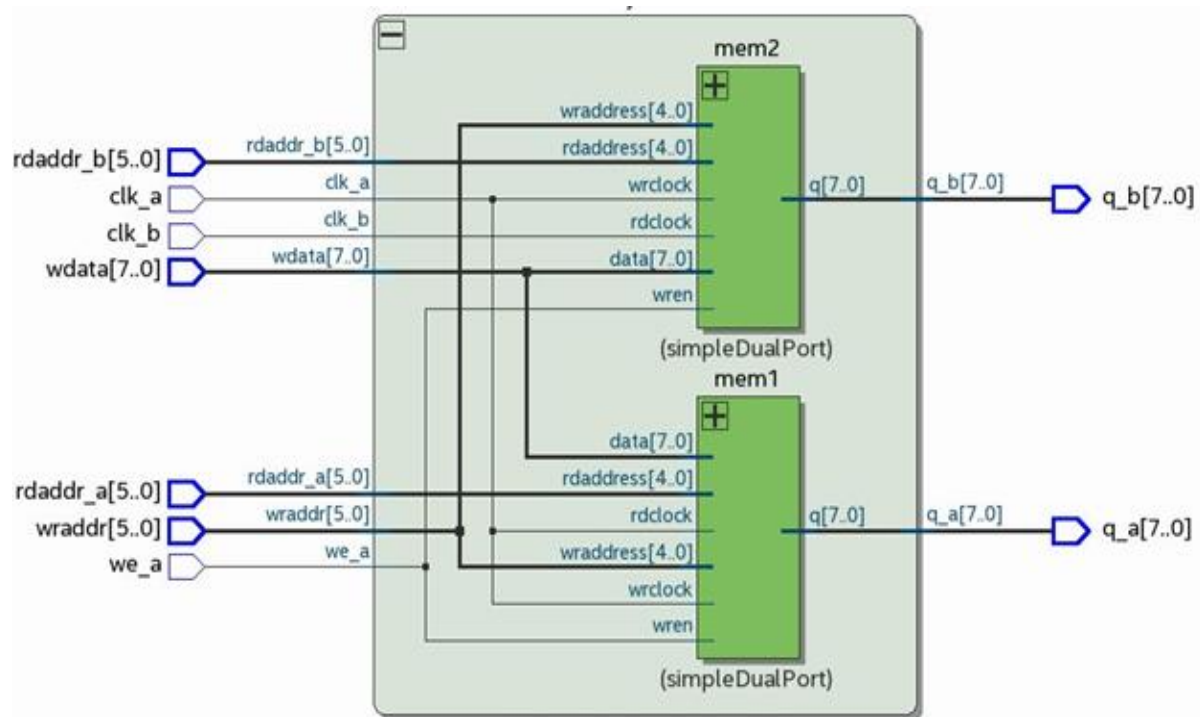 mem2
wraddress[4..0]
rdaddr_b[5..0] rdaddr_b[5..0] rdaddress[4..0]
clk_a clk_a wrclock q[7..0] q_b[7..0] q_b[7..0]
clk_b clk_b rdclock
wdata[7..0] wdata[7..0] data[7..0]
wren
(simpleDualPort)
mem1
data[7..0]
rdaddr_a[5..0] rdaddr_a[5..0] rdaddress[4..0]
wraddr[5..0] wraddr[5..0] rdclock q[7..0] q_a[7..0] q_a[7..0]
we_a we_a wraddress[4..0]
wrclock
wren
(simpleDualPort)